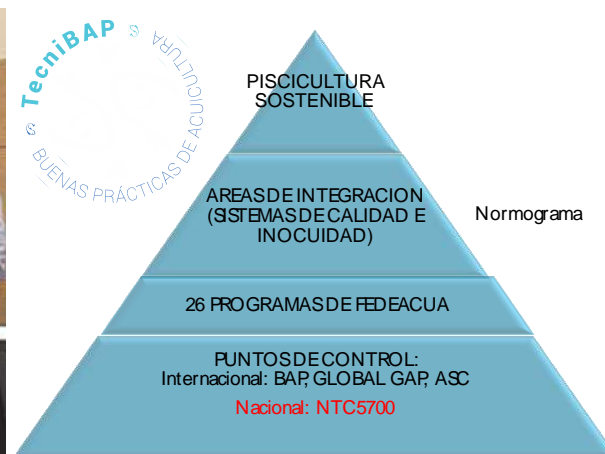 TecniBAP
BUENAS PRÁCTICAS DE ACUICULTURA
PISCICULTURA
SOSTENIBLE
AREAS DE INTEGRACION
(SISTEMAS DE CALIDAD E
INOCUIDAD)
Normograma
26 PROGRAMAS DE FEDEACUA
PUNTOS DE CONTROL:
Internacional: BAP, GLOBAL GAP, ASC
Nacional: NTC5700